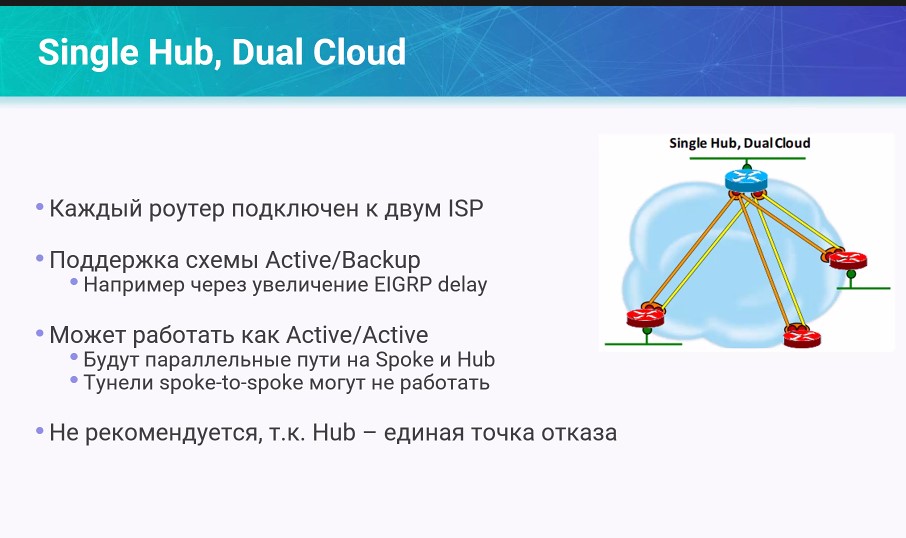 Single Hub, Dual Cloud
Single Hub, Dual Cloud
• Каждый роутер подключен к двум ISP
• Поддержка схемы Active/Backup
• Например через увеличение EIGRP delay
• Может работать как Active/Active
• Будут параллельные пути на Spoke и Hub
• Тунели spoke-to-spoke могут не работать
• Не рекомендуется, т.к. Hub – единая точка отказа